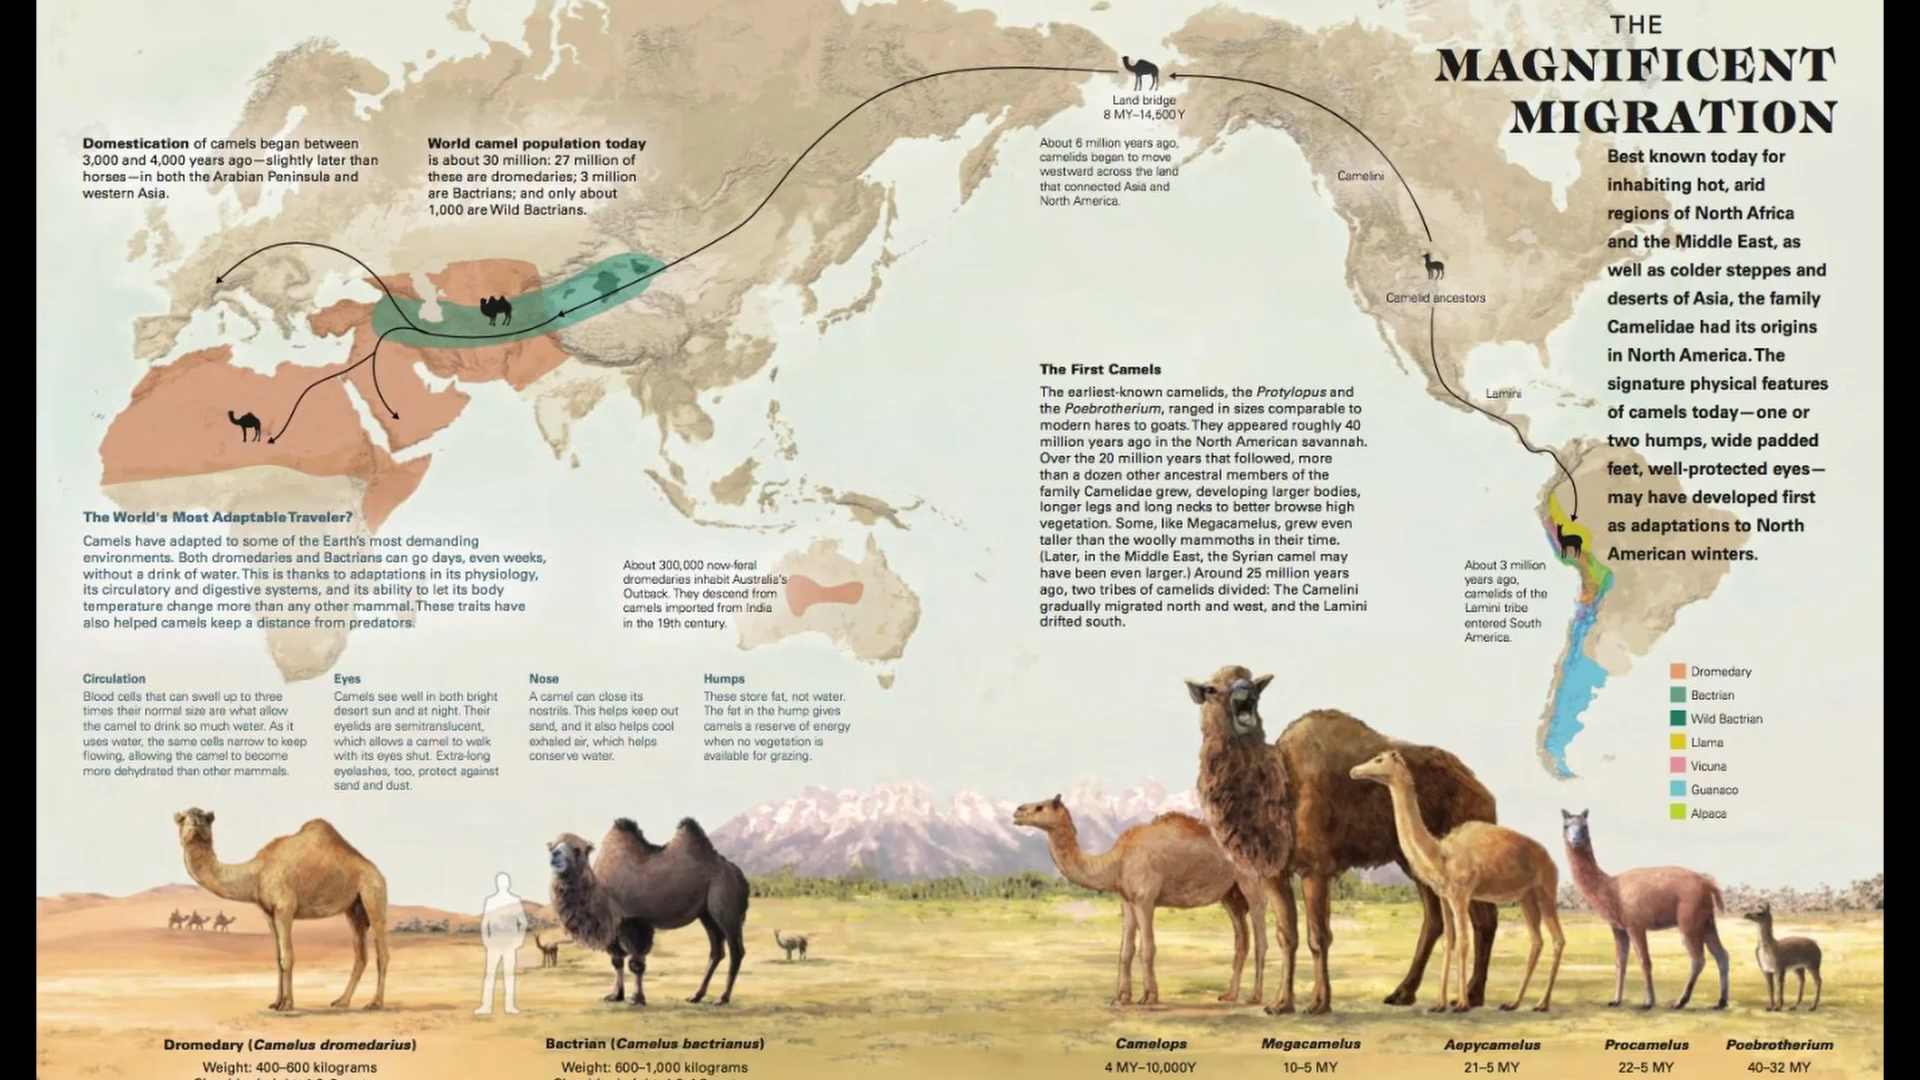 THE
MAGNIFICENT
MIGRATION
Best known today for
inhabiting hot, arid
regions of North Africa
and the Middle East, as
well as colder steppes and
deserts of Asia, the family
Camelidae had its origins
in North America. The
signature physical features
of camels today—one or
two humps, wide padded
feet, well-protected eyes—
may have developed first
as adaptations to North
American winters.
Land bridge
8 MY–14,500Y
About 6 million years ago,
camelids began to move
westward across the land
that connected Asia and
North America.
Camelini
Camelid ancestors
Lamini
Domestication of camels began between
3,000 and 4,000 years ago—slightly later than
horses—in both the Arabian Peninsula and
western Asia.
World camel population today
is about 30 million: 27 million of
these are dromedaries; 3 million
are Bactrians; and only about
1,000 are Wild Bactrians.
The First Camels
The earliest-known camelids, the Protylopus and
the Poebrotherium, ranged in sizes comparable to
modern hares to goats. They appeared roughly 40
million years ago in the North American savannah.
Over the 20 million years that followed, more
than a dozen other ancestral members of the
family Camelidae grew, developing larger bodies,
longer legs and long necks to better browse high
vegetation. Some, like Megacamelus, grew even
taller than the woolly mammoths in their time.
(Later, in the Middle East, the Syrian camel may
have been even larger.) Around 25 million years
ago, two tribes of camelids divided: The Camelini
gradually migrated north and west, and the Lamini
drifted south.
The World's Most Adaptable Traveler?
Camels have adapted to some of the Earth's most demanding
environments. Both dromedaries and Bactrians can go days, even weeks,
without a drink of water. This is thanks to adaptations in its physiology,
its circulatory and digestive systems, and its ability to let its body
temperature change more than any other mammal. These traits have
also helped camels keep a distance from predators.
About 300,000 now-feral
dromedaries inhabit Australia's
Outback. They descend from
camels imported from India
in the 19th century.
About 3 million
years ago,
camelids of the
Lamini tribe
entered South
America.
Circulation
Blood cells that can swell up to three
times their normal size are what allow
the camel to drink so much water. As it
uses water, the same cells narrow to keep
flowing, allowing the camel to become
more dehydrated than other mammals.
Eyes
Camels see well in both bright
desert sun and at night. Their
eyelids are semitranslucent,
which allows a camel to walk
with its eyes shut. Extra-long
eyelashes, too, protect against
sand and dust.
Nose
A camel can close its
nostrils. This helps keep out
sand, and it also helps cool
exhaled air, which helps
conserve water.
Humps
These store fat, not water.
The fat in the hump gives
camels a reserve of energy
when no vegetation is
available for grazing.
Dromedary
Bactrian
Wild Bactrian
Llama
Vicuna
Guanaco
Alpaca
Dromedary (Camelus dromedarius)
Weight: 400–600 kilograms
Bactrian (Camelus bactrianus)
Weight: 600–1,000 kilograms
Camelops
4 MY–10,000Y
Megacamelus
10–5 MY
Aepycamelus
21–5 MY
Procamelus
22–5 MY
Poebrotherium
40–32 MY